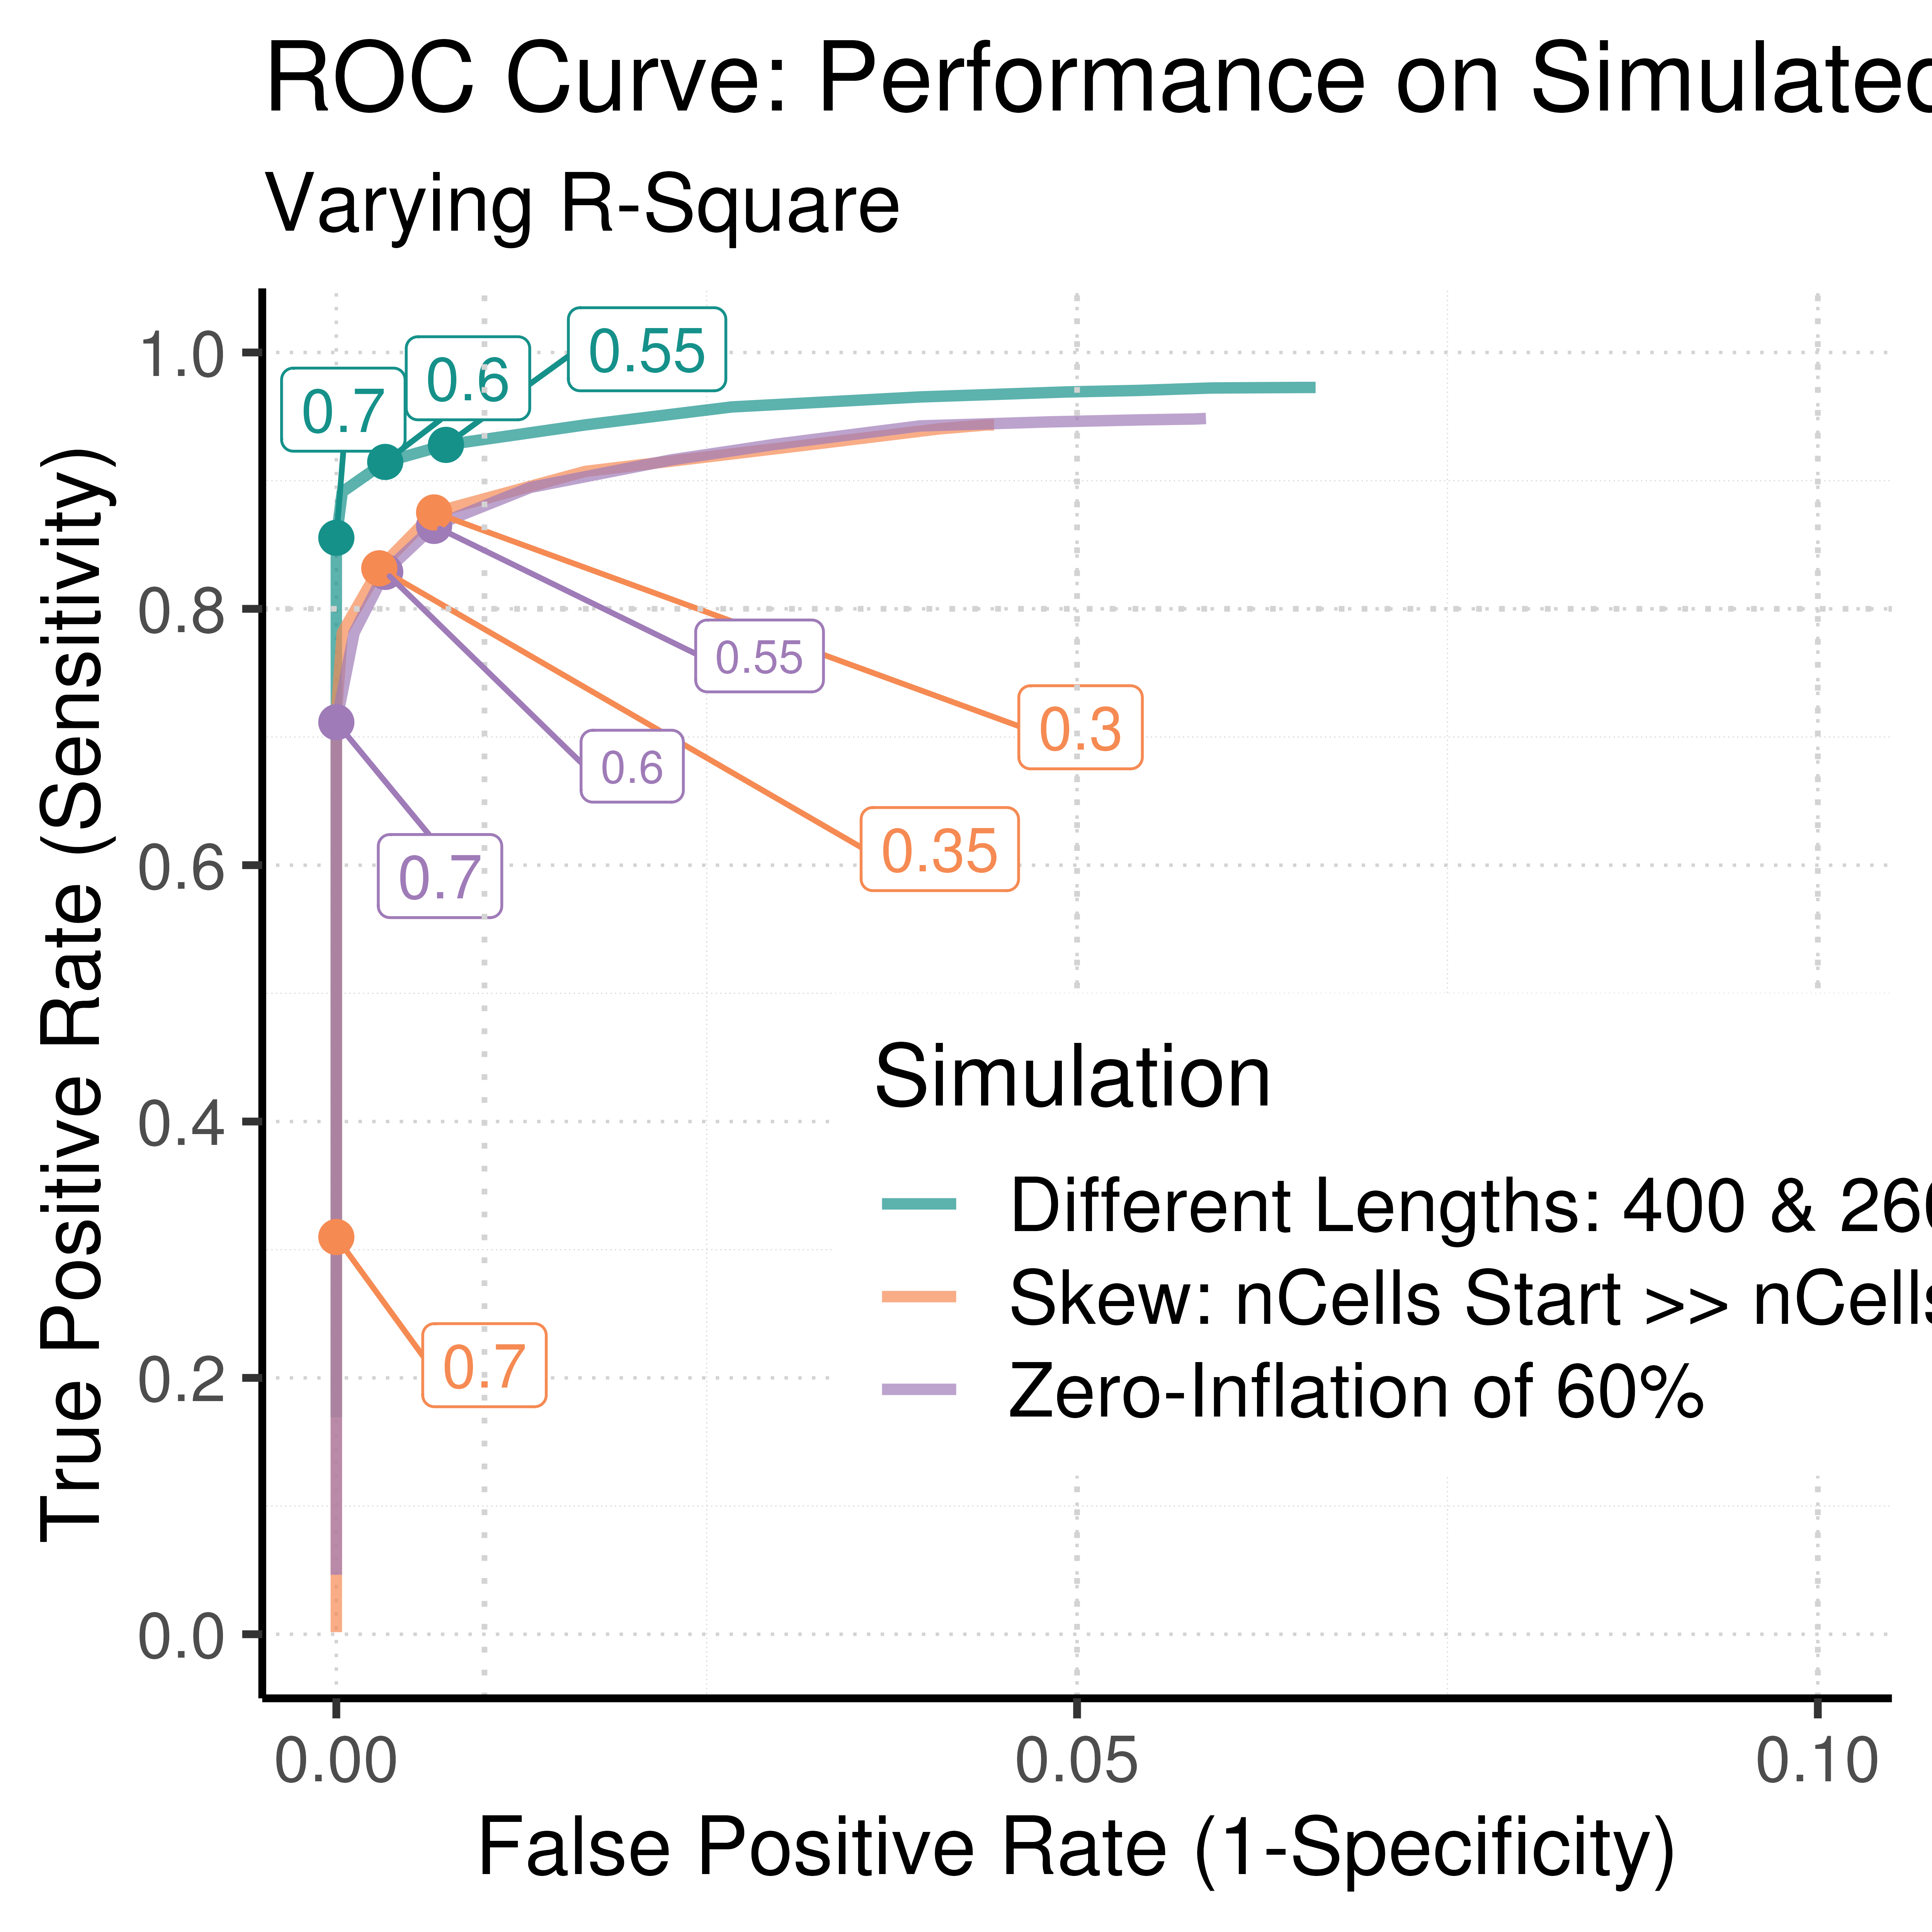 ROC Curve: Performance on Simulated
Varying R-Square
True Positive Rate (Sensitivity)
1.0
0.8
0.6
0.4
0.2
0.0
0.7
0.6
0.55
0.55
0.6
0.7
0.3
0.35
0.7
Simulation
Different Lengths: 400 & 260
Skew: nCells Start >> nCells
Zero-Inflation of 60%
0.00
0.05
0.10
False Positive Rate (1-Specificity)